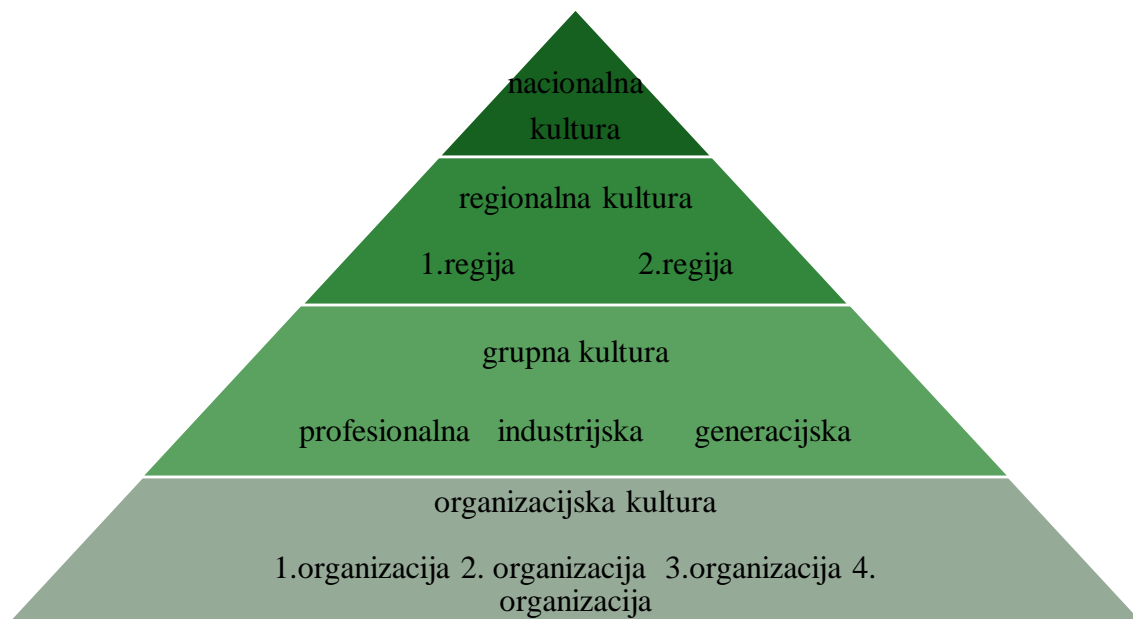 nacionalna
kultura
regionalna kultura
1.regija 2.regija
grupna kultura
profesionalna industrijska generacijska
organizacijska kultura
1.organizacija 2. organizacija 3.organizacija 4.
organizacija